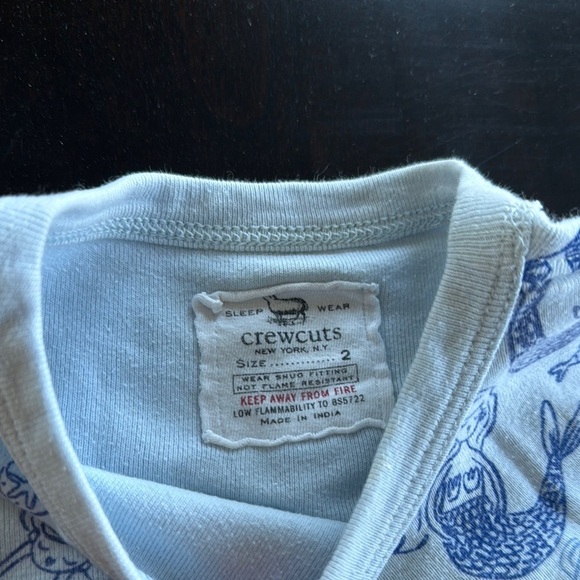 SLEEP WEAR
crewcuts
NEW YORK, N.Y.
SIZE .............. 2
WEAR SNUG FITTING
NOT FLAME RESISTANT
KEEP AWAY FROM FIRE
LOW FLAMMABILITY TO BS5722
MADE IN INDIA